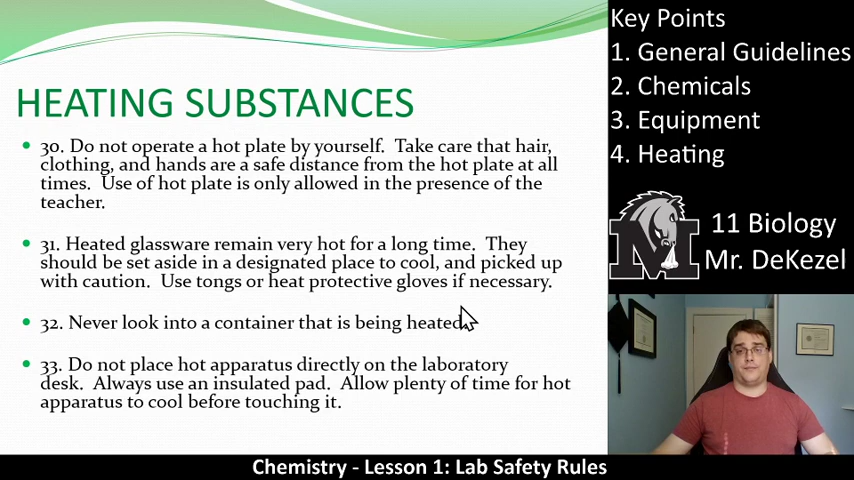 HEATING SUBSTANCES
30. Do not operate a hot plate by yourself. Take care that hair,
clothing, and hands are a safe distance from the hot plate at all
times. Use of hot plate is only allowed in the presence of the
teacher.
31. Heated glassware remain very hot for a long time. They
should be set aside in a designated place to cool, and picked up
with caution. Use tongs or heat protective gloves if necessary.
32. Never look into a container that is being heated
33. Do not place hot apparatus directly on the laboratory
desk. Always use an insulated pad. Allow plenty of time for hot
apparatus to cool before touching it.
Key Points
1. General Guidelines
2. Chemicals
3. Equipment
4. Heating
M
11 Biology
Mr. DeKezel
Chemistry - Lesson 1: Lab Safety Rules